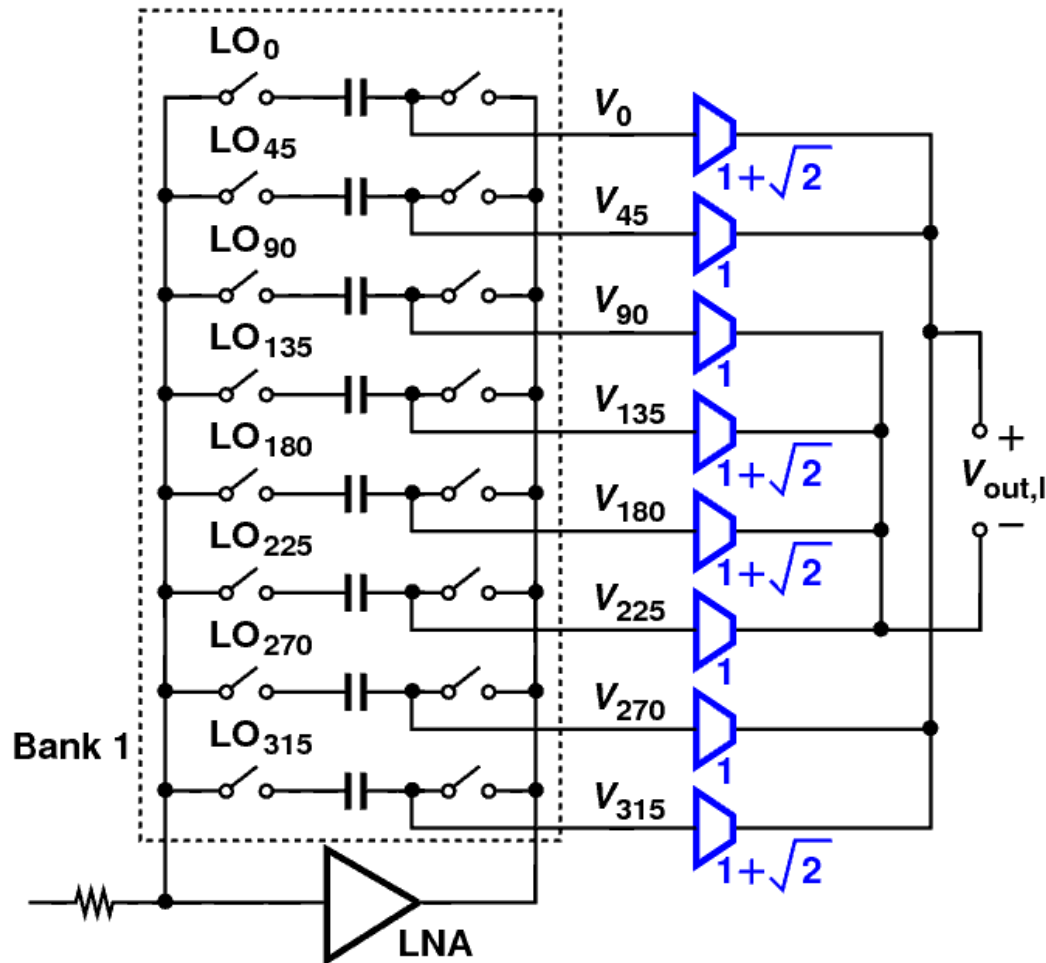 LO0
LO45
LO90
LO135
LO180
LO225
LO270
LO315
Bank 1
LNA
V0
V45
V90
V135
V180
V225
V270
V315
1+√2
1
1
1+√2
1+√2
1
1
1+√2
+
Vout,I
−